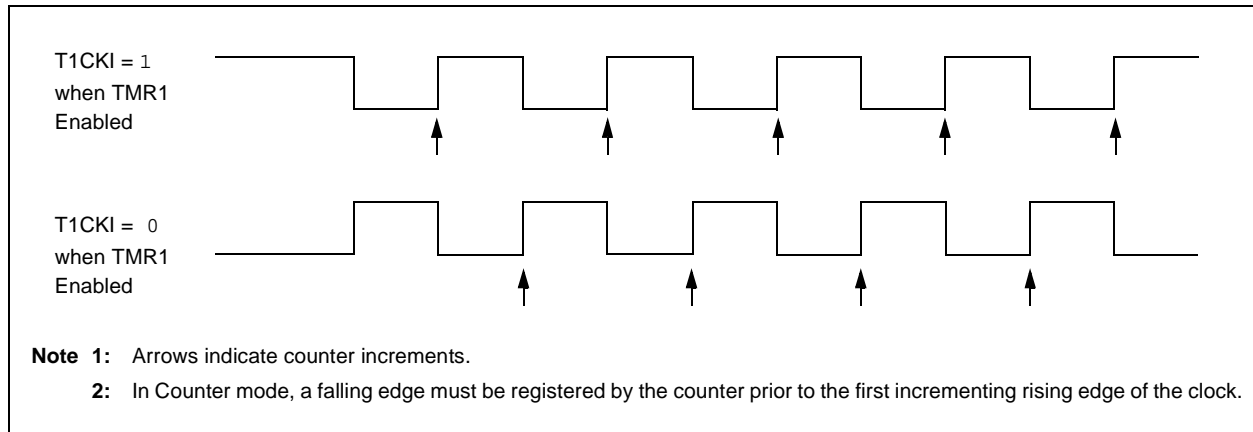 T1CKI = 1
when TMR1
Enabled
T1CKI = 0
when TMR1
Enabled
Note 1: Arrows indicate counter increments.
2: In Counter mode, a falling edge must be registered by the counter prior to the first incrementing rising edge of the clock.